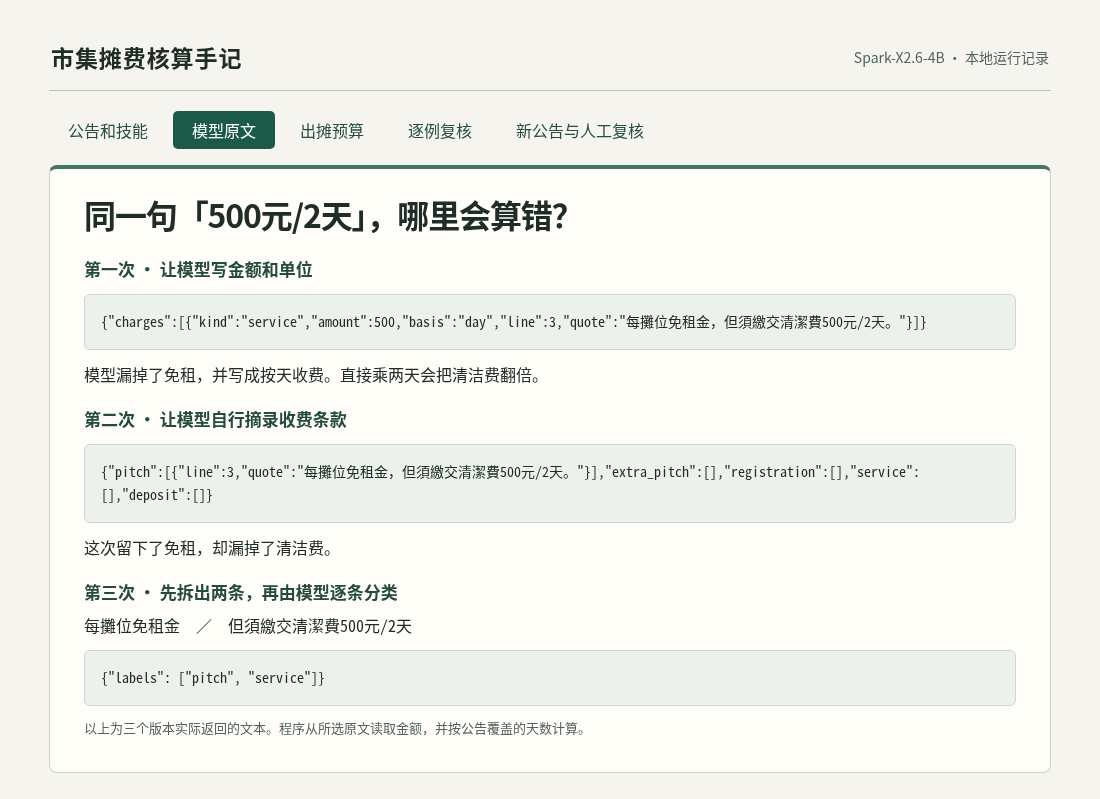 市集摊费核算手记
Spark-X2.6-4B · 本地运行记录
公告和技能
模型原文
出摊预算
逐例复核
新公告与人工复核
同一句「500元/2天」，哪里会算错？
第一次 · 让模型写金额和单位
{"charges":[{"kind":"service","amount":500,"basis":"day","line":3,"quote":"每攤位免租金，但須繳交清潔費500元/2天。"}]}
模型漏掉了免租，并写成按天收费。直接乘两天会把清洁费翻倍。
第二次 · 让模型自行摘录收费条款
{"pitch":[{"line":3,"quote":"每攤位免租金，但須繳交清潔費500元/2天。"}],"extra_pitch":[],"registration":[],"service":
[],"deposit":[]}
这次留下了免租，却漏掉了清洁费。
第三次 · 先拆出两条，再由模型逐条分类
每攤位免租金 ／ 但須繳交清潔費500元/2天
{"labels": ["pitch", "service"]}
以上为三个版本实际返回的文本。程序从所选原文读取金额，并按公告覆盖的天数计算。